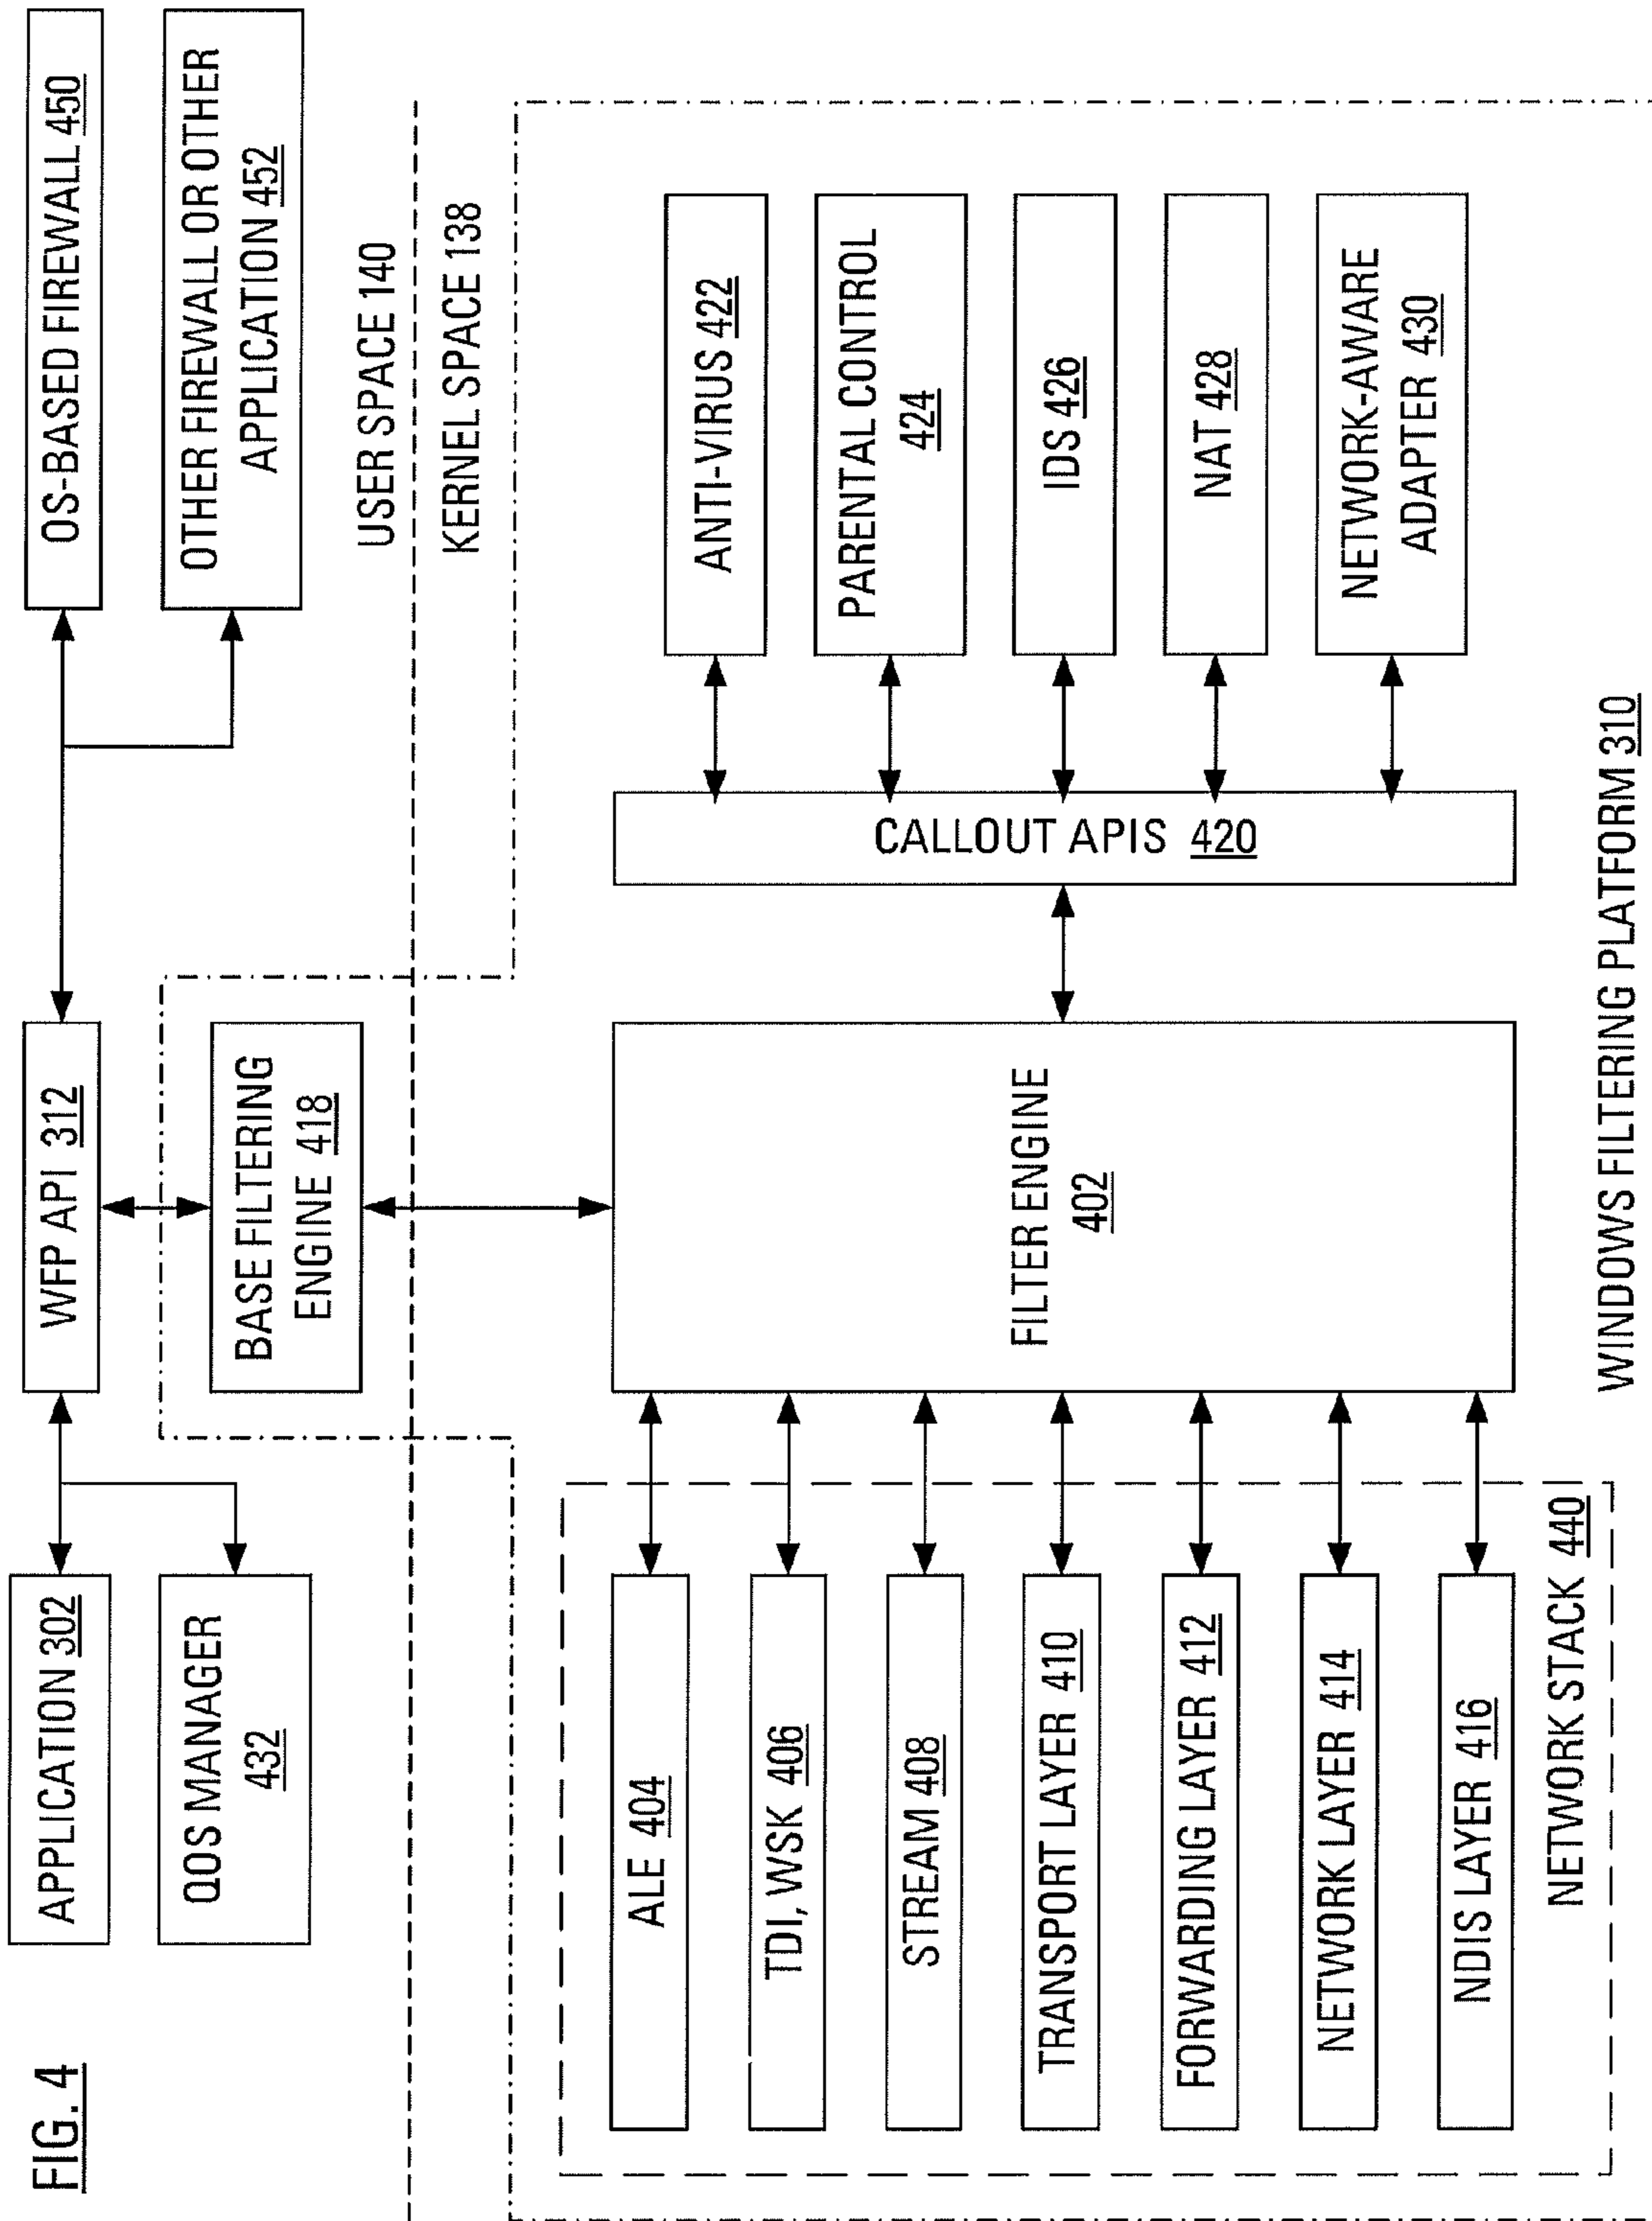 FIG. 4
APPLICATION 302
QOS MANAGER
432
WFP API 312
OS-BASED FIREWALL 450
OTHER FIREWALL OR OTHER
APPLICATION 452
BASE FILTERING
ENGINE 418
USER SPACE 140
KERNEL SPACE 138
ALE 404
TDI, WSK 406
STREAM 408
TRANSPORT LAYER 410
FORWARDING LAYER 412
NETWORK LAYER 414
NDIS LAYER 416
NETWORK STACK 440
FILTER ENGINE
402
CALLOUT APIS 420
ANTI-VIRUS 422
PARENTAL CONTROL
424
IDS 426
NAT 428
NETWORK-AWARE
ADAPTER 430
WINDOWS FILTERING PLATFORM 310